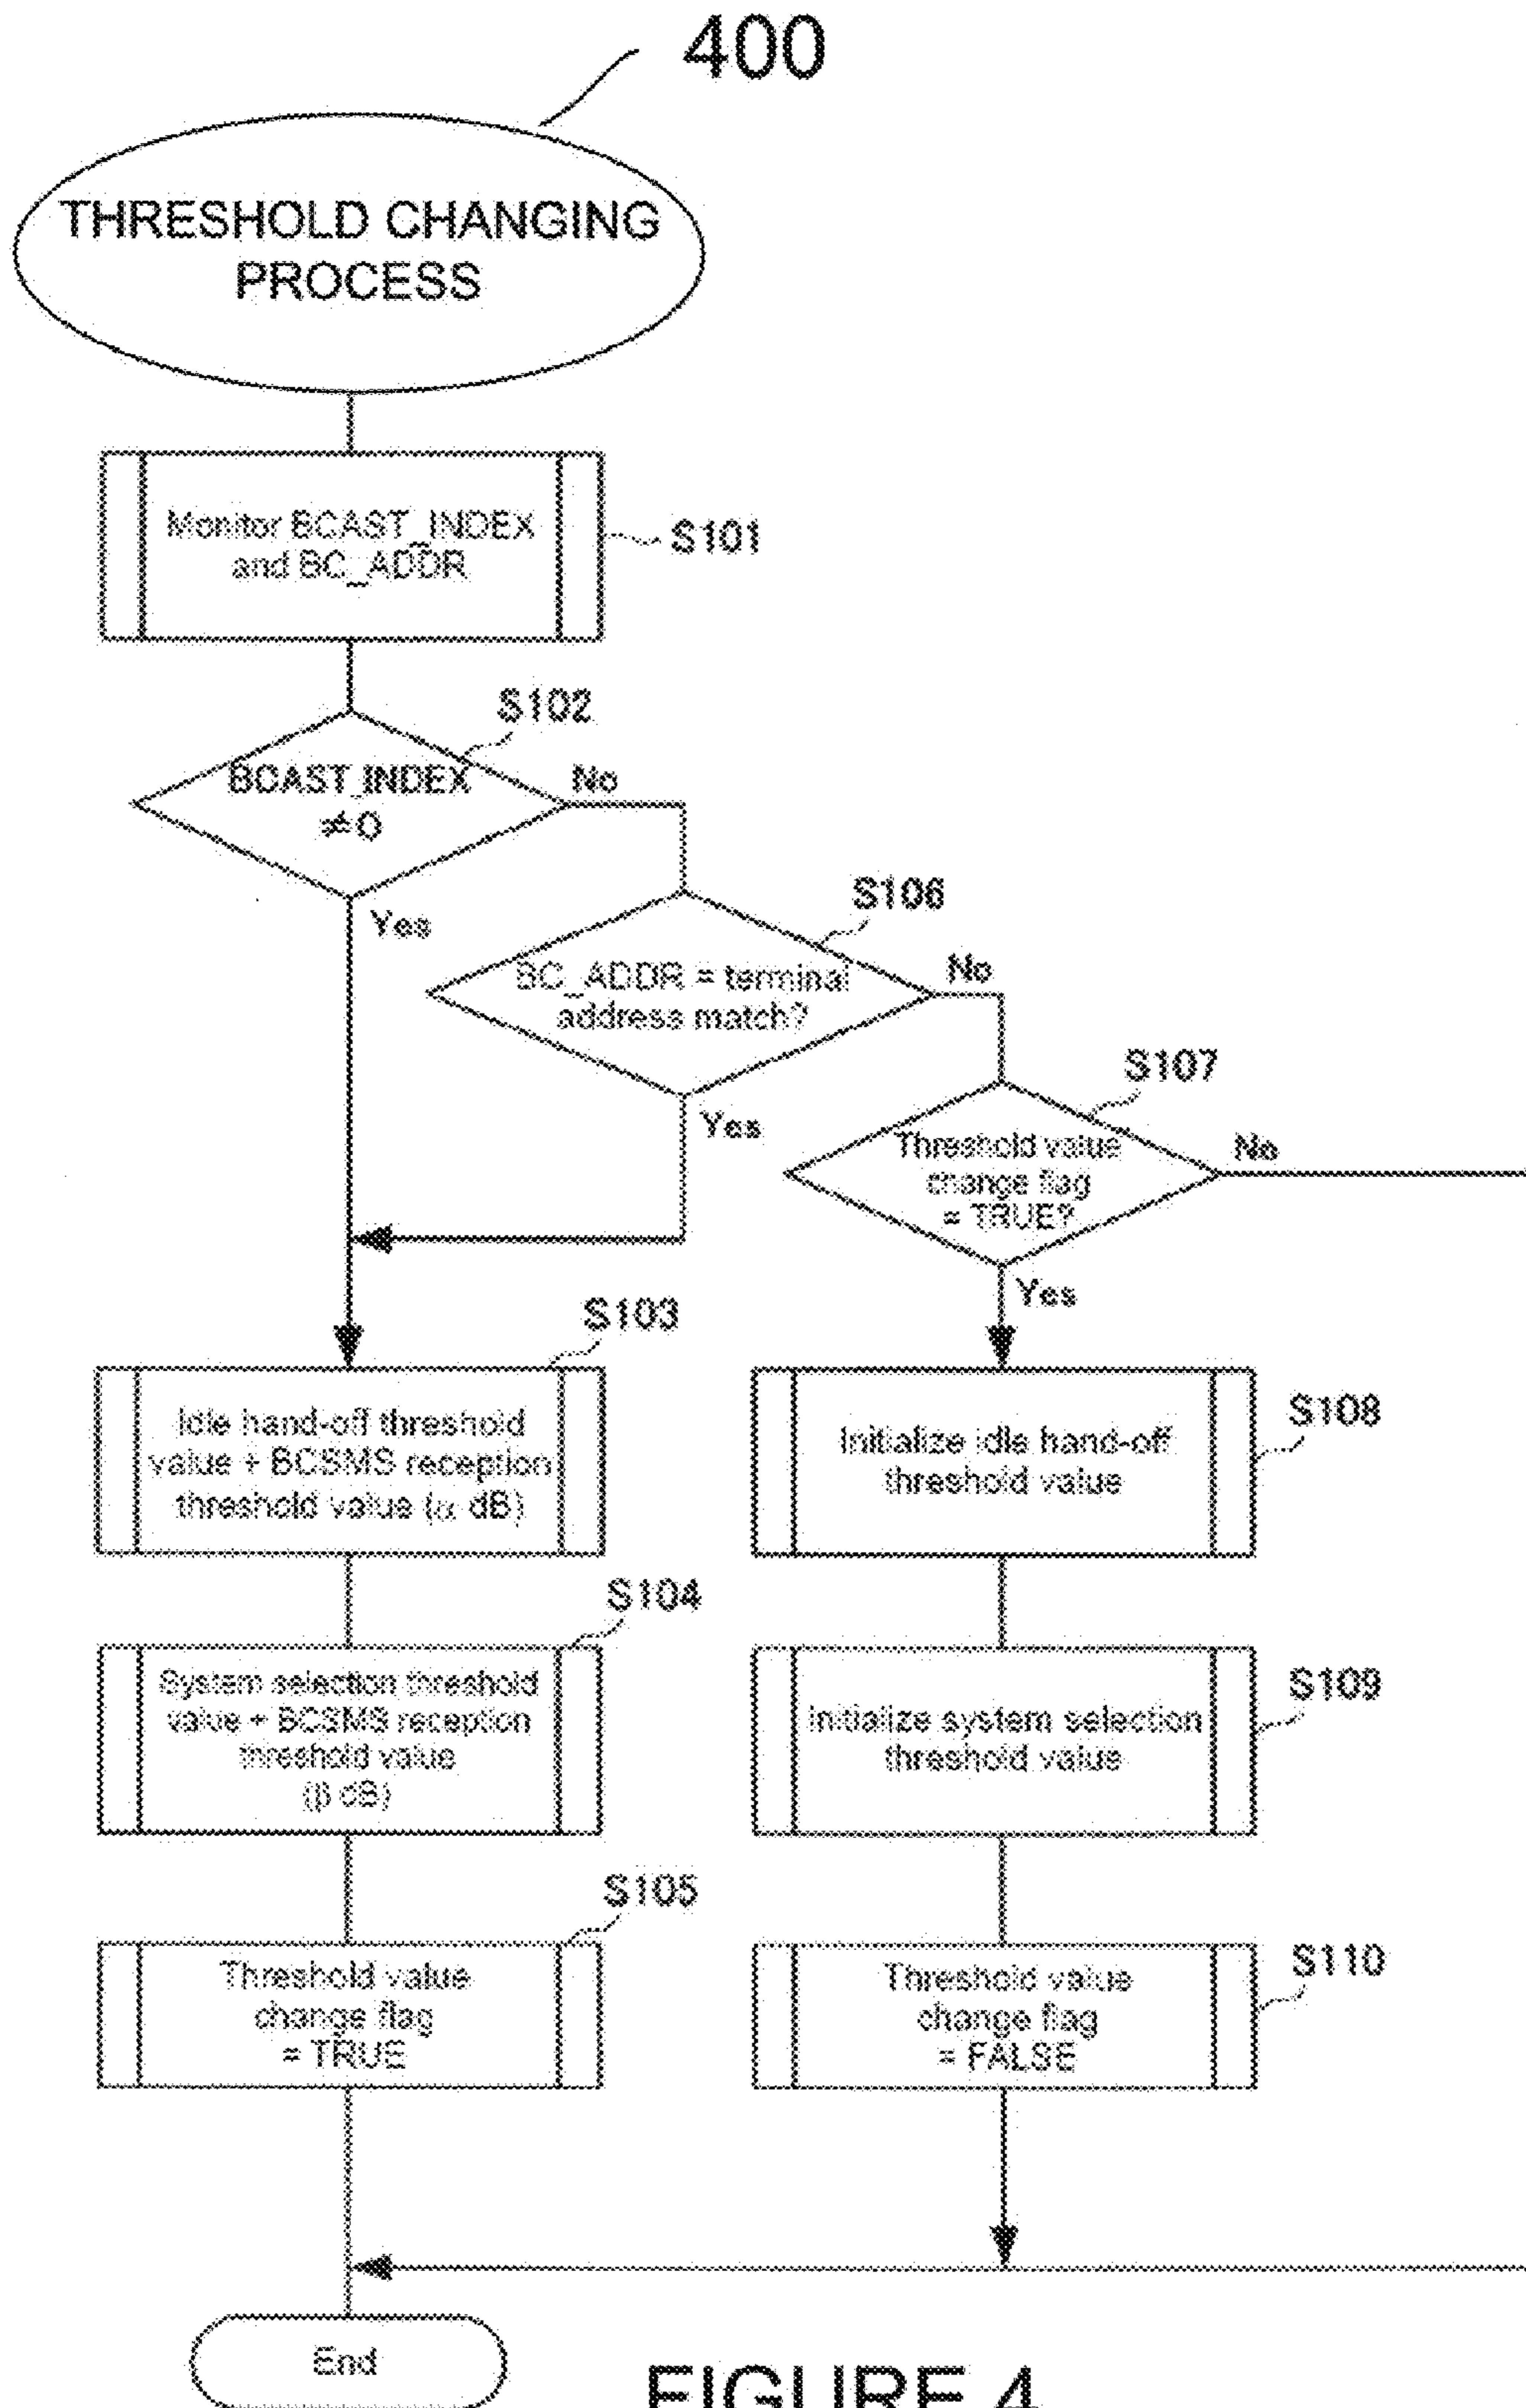 400
THRESHOLD CHANGING
PROCESS
Monitor BCAST_INDEX
and BC_ADDR
S101
S102
BCAST_INDEX
≠0
No
Yes
S106
BC_ADDR = terminal
address match?
No
Yes
S107
Threshold value
change flag
= TRUE?
No
Yes
S103
Idle hand-off threshold
value + BCSMS reception
threshold value (α dB)
S108
Initialize idle hand-off
threshold value
S104
System selection threshold
value + BCSMS reception
threshold value
(β dB)
S109
Initialize system selection
threshold value
S105
Threshold value
change flag
= TRUE
S110
Threshold value
change flag
= FALSE
End
FIGURE 4